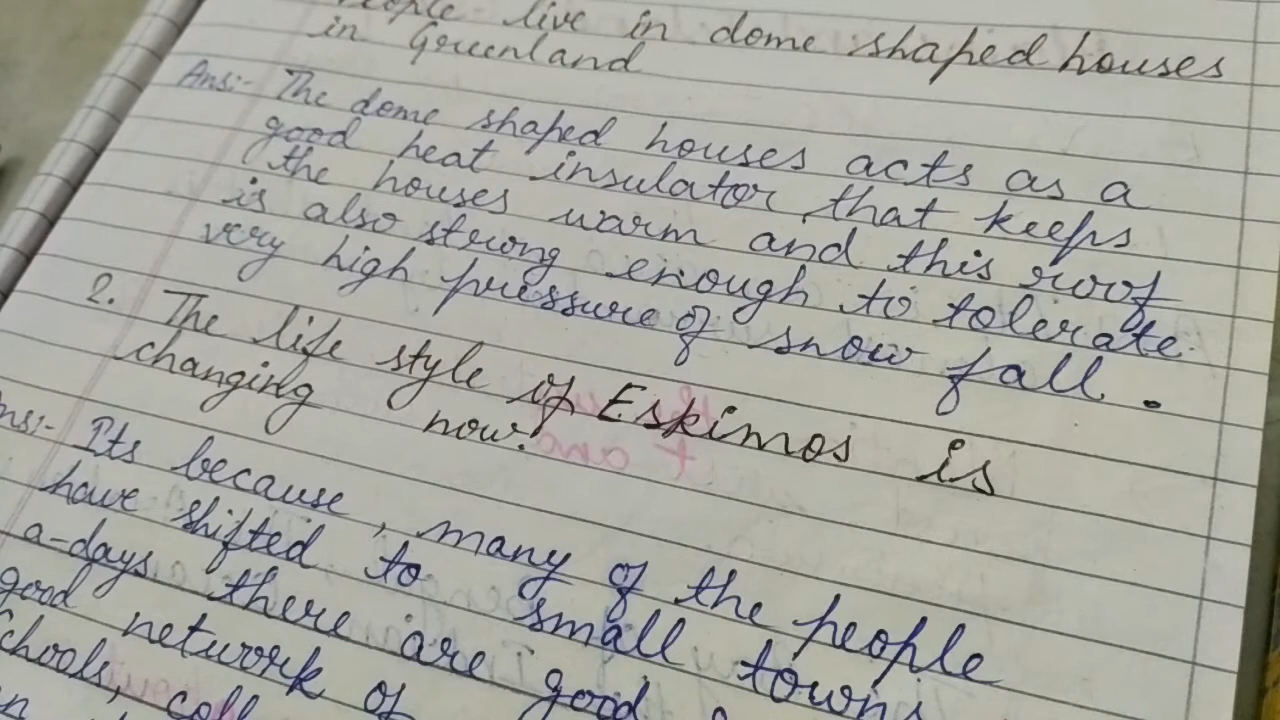 People live in dome shaped houses
in Greenland
Ans:- The dome shaped houses acts as a
good heat insulator that keeps
the houses warm and this roof
is also strong enough to tolerate
very high pressure of snow fall.
2. The life style of Eskimos is
changing now?
Ans:- Its because, many of the people
have shifted to small towns
a-days there are good
good network of
Schools,